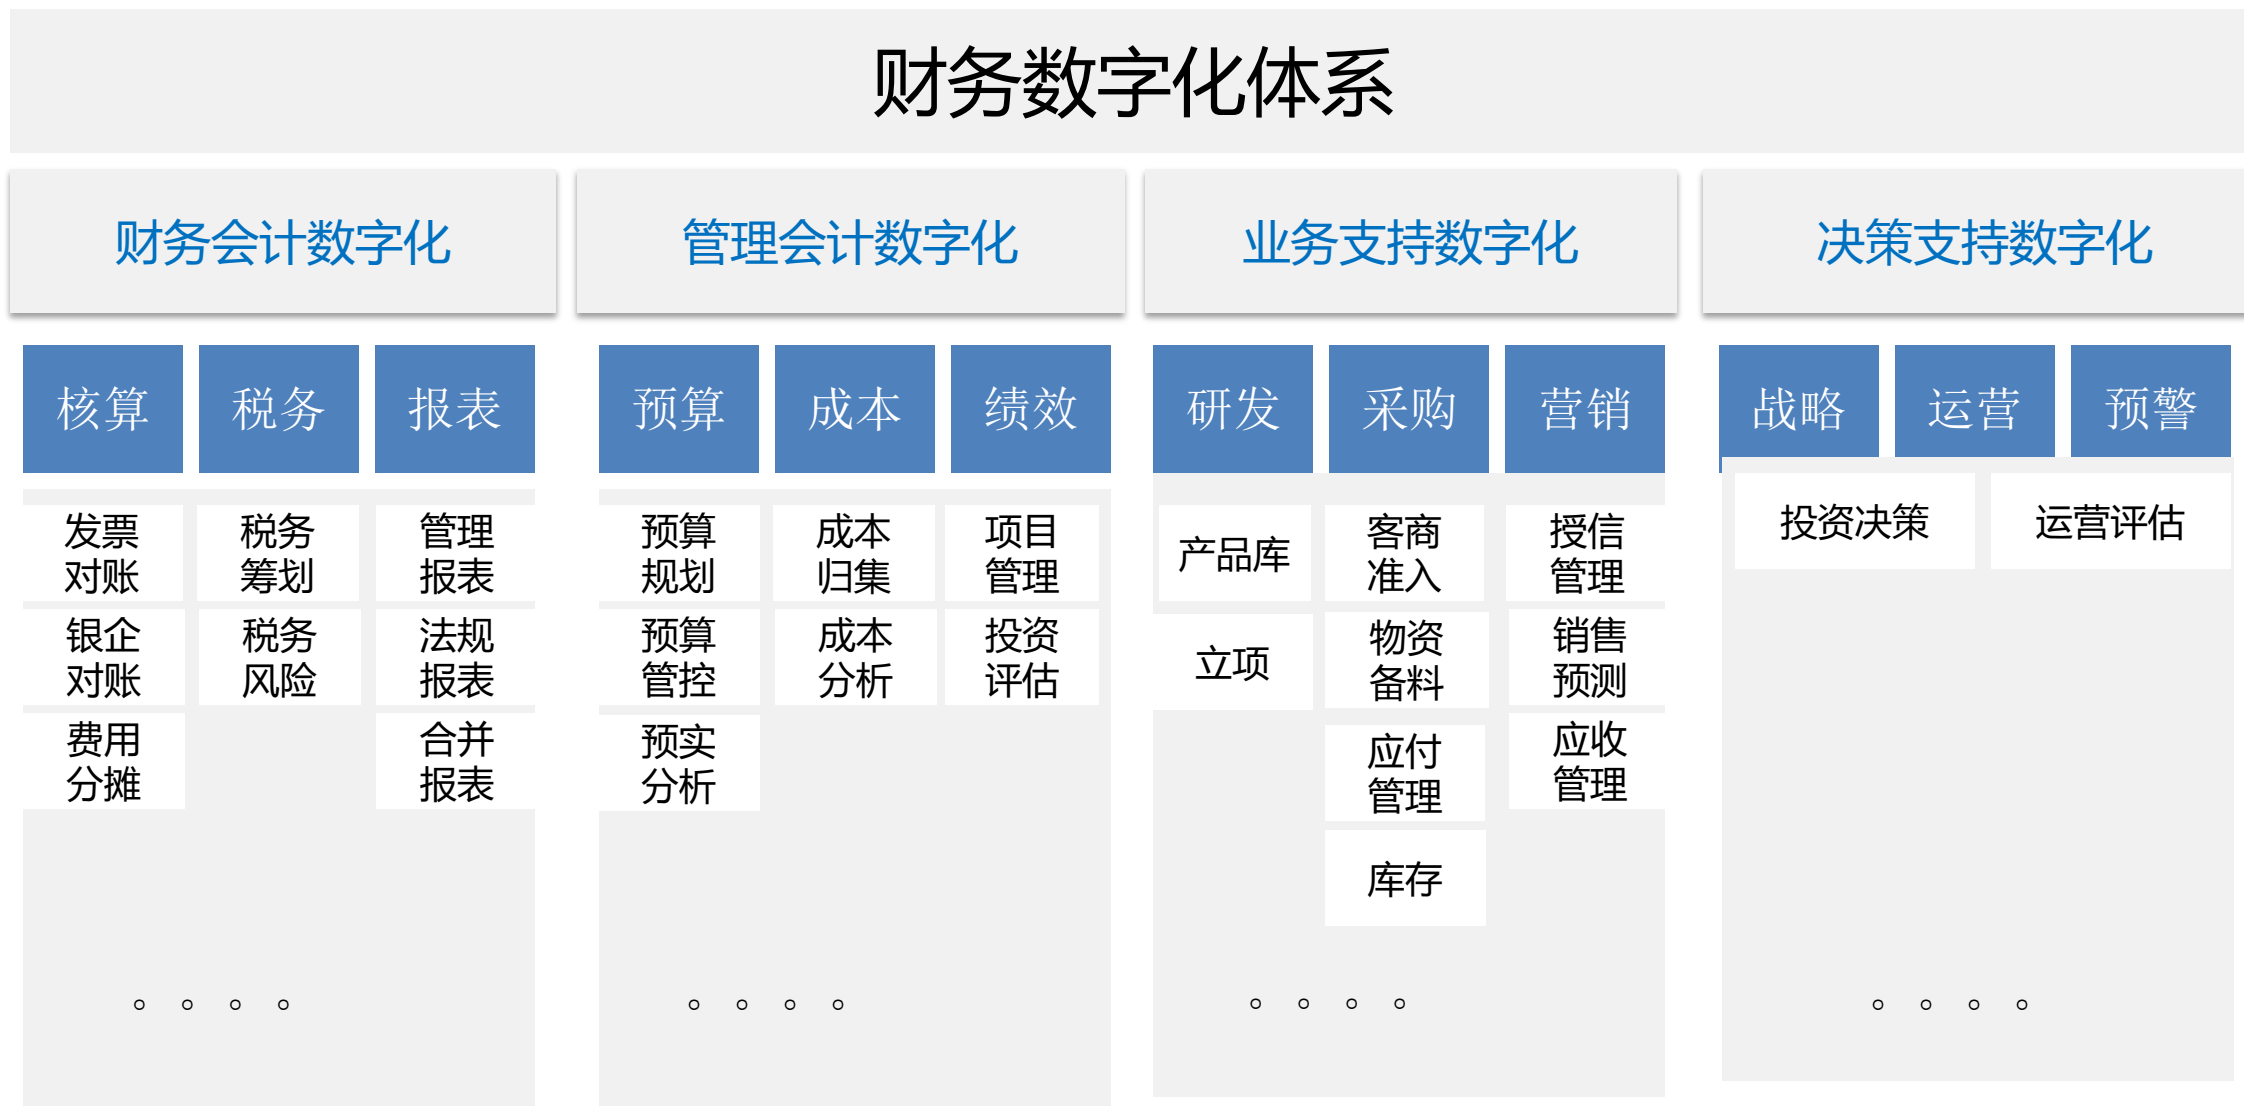 财务数字化体系
财务会计数字化
管理会计数字化
业务支持数字化
决策支持数字化
核算
税务
报表
预算
成本
绩效
研发
采购
营销
战略
运营
预警
发票
对账
银企
对账
费用
分摊
税务
筹划
税务
风险
管理
报表
法规
报表
合并
报表
。。。。
预算
规划
预算
管控
预实
分析
成本
归集
成本
分析
项目
管理
投资
评估
。。。。
产品库
立项
客商
准入
物资
备料
应付
管理
库存
授信
管理
销售
预测
应收
管理
。。。。
投资决策
运营评估
。。。。